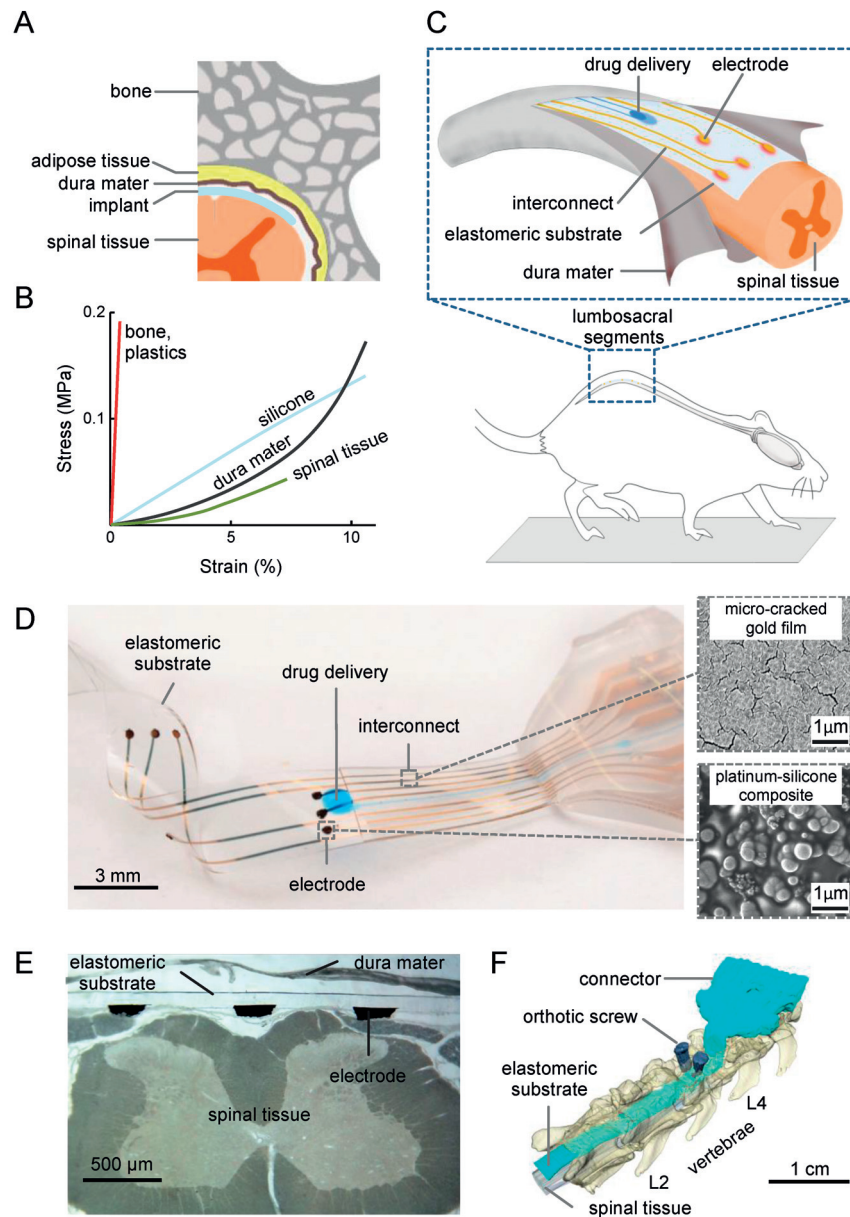 A
bone
adipose tissue
dura mater
implant
spinal tissue
B
0.2
0.1
0
0
5
10
Stress (MPa)
Strain (%)
bone,
plastics
silicone
dura mater
spinal tissue
C
drug delivery
electrode
interconnect
elastomeric substrate
dura mater
spinal tissue
lumbosacral
segments
D
elastomeric
substrate
drug delivery
interconnect
electrode
3 mm
micro-cracked
gold film
1μm
platinum-silicone
composite
1μm
E
elastomeric
substrate
dura mater
electrode
spinal tissue
500 μm
F
connector
orthotic screw
elastomeric
substrate
L4
vertebrae
L2
spinal tissue
1 cm